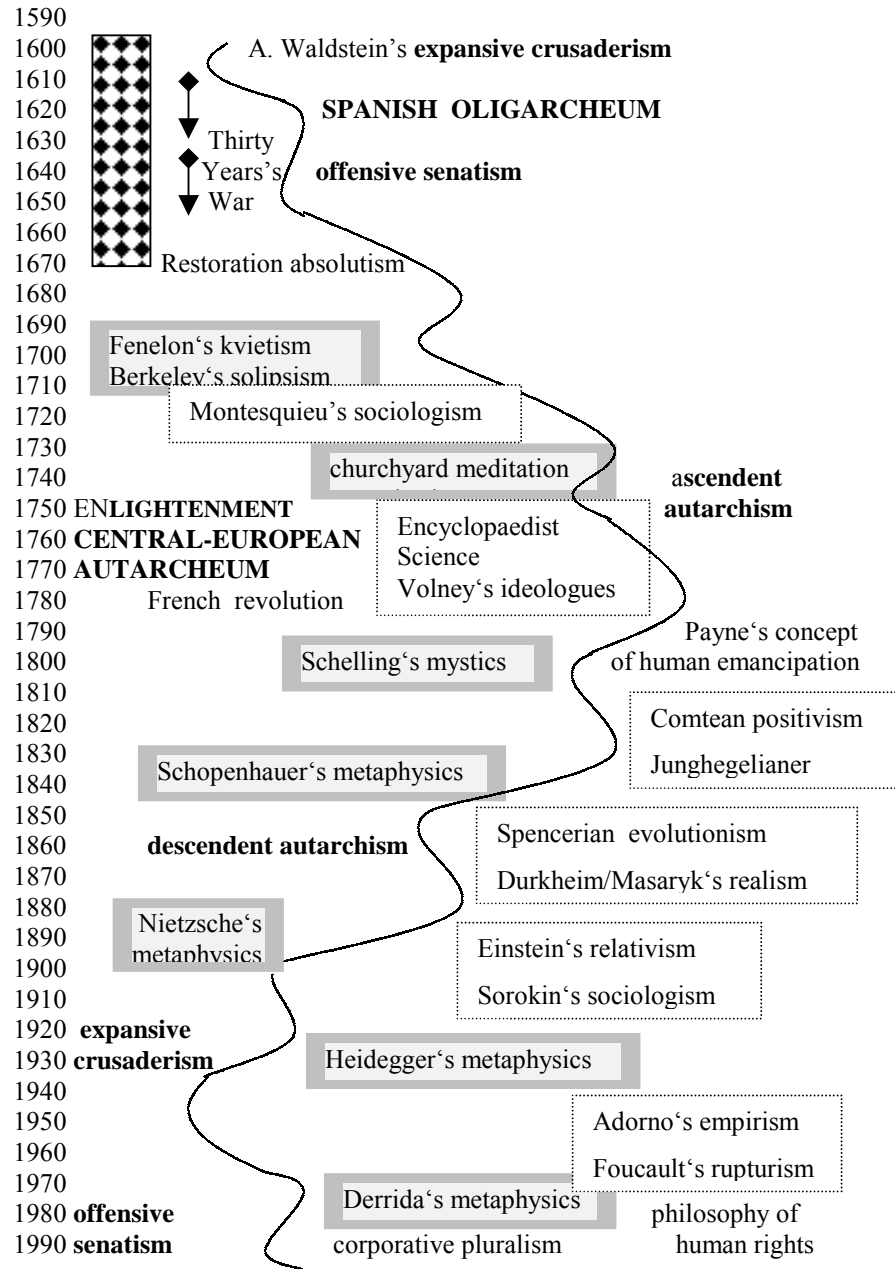 1590
1600 A. Waldstein's expansive crusaderism
1610
1620 SPANISH OLIGARCHEUM
1630 Thirty
1640 Years's offensive senatism
1650 War
1660
1670 Restoration absolutism
1680
1690
1700 Fenelon‘s kvietism
1710 Berkeley‘s solipsism
1720 Montesquieu’s sociologism
1730
1740 churchyard meditation ascendent
1750 ENLIGHTENMENT autarchism
Encyclopaedist
1760 CENTRAL-EUROPEAN
Science
1770 AUTARCHEUM
Volney‘s ideologues
1780 French revolution
1790 Payne‘s concept
1800 Schelling‘s mystics of human emancipation
1810
1820 Comtean positivism
1830
Junghegelianer
1840 Schopenhauer‘s metaphysics
1850
1860 descendent autarchism Spencerian evolutionism
1870 Durkheim/Masaryk‘s realism
1880
1890 Nietzsche‘s
Einstein‘s relativism
1900 metaphysics
1910 Sorokin‘s sociologism
1920 expansive
1930 crusaderism Heidegger‘s metaphysics
1940
1950 Adorno‘s empirism
1960
Foucault‘s rupturism
1970
Derrida‘s metaphysics
1980 offensive philosophy of
1990 senatism corporative pluralism human rights